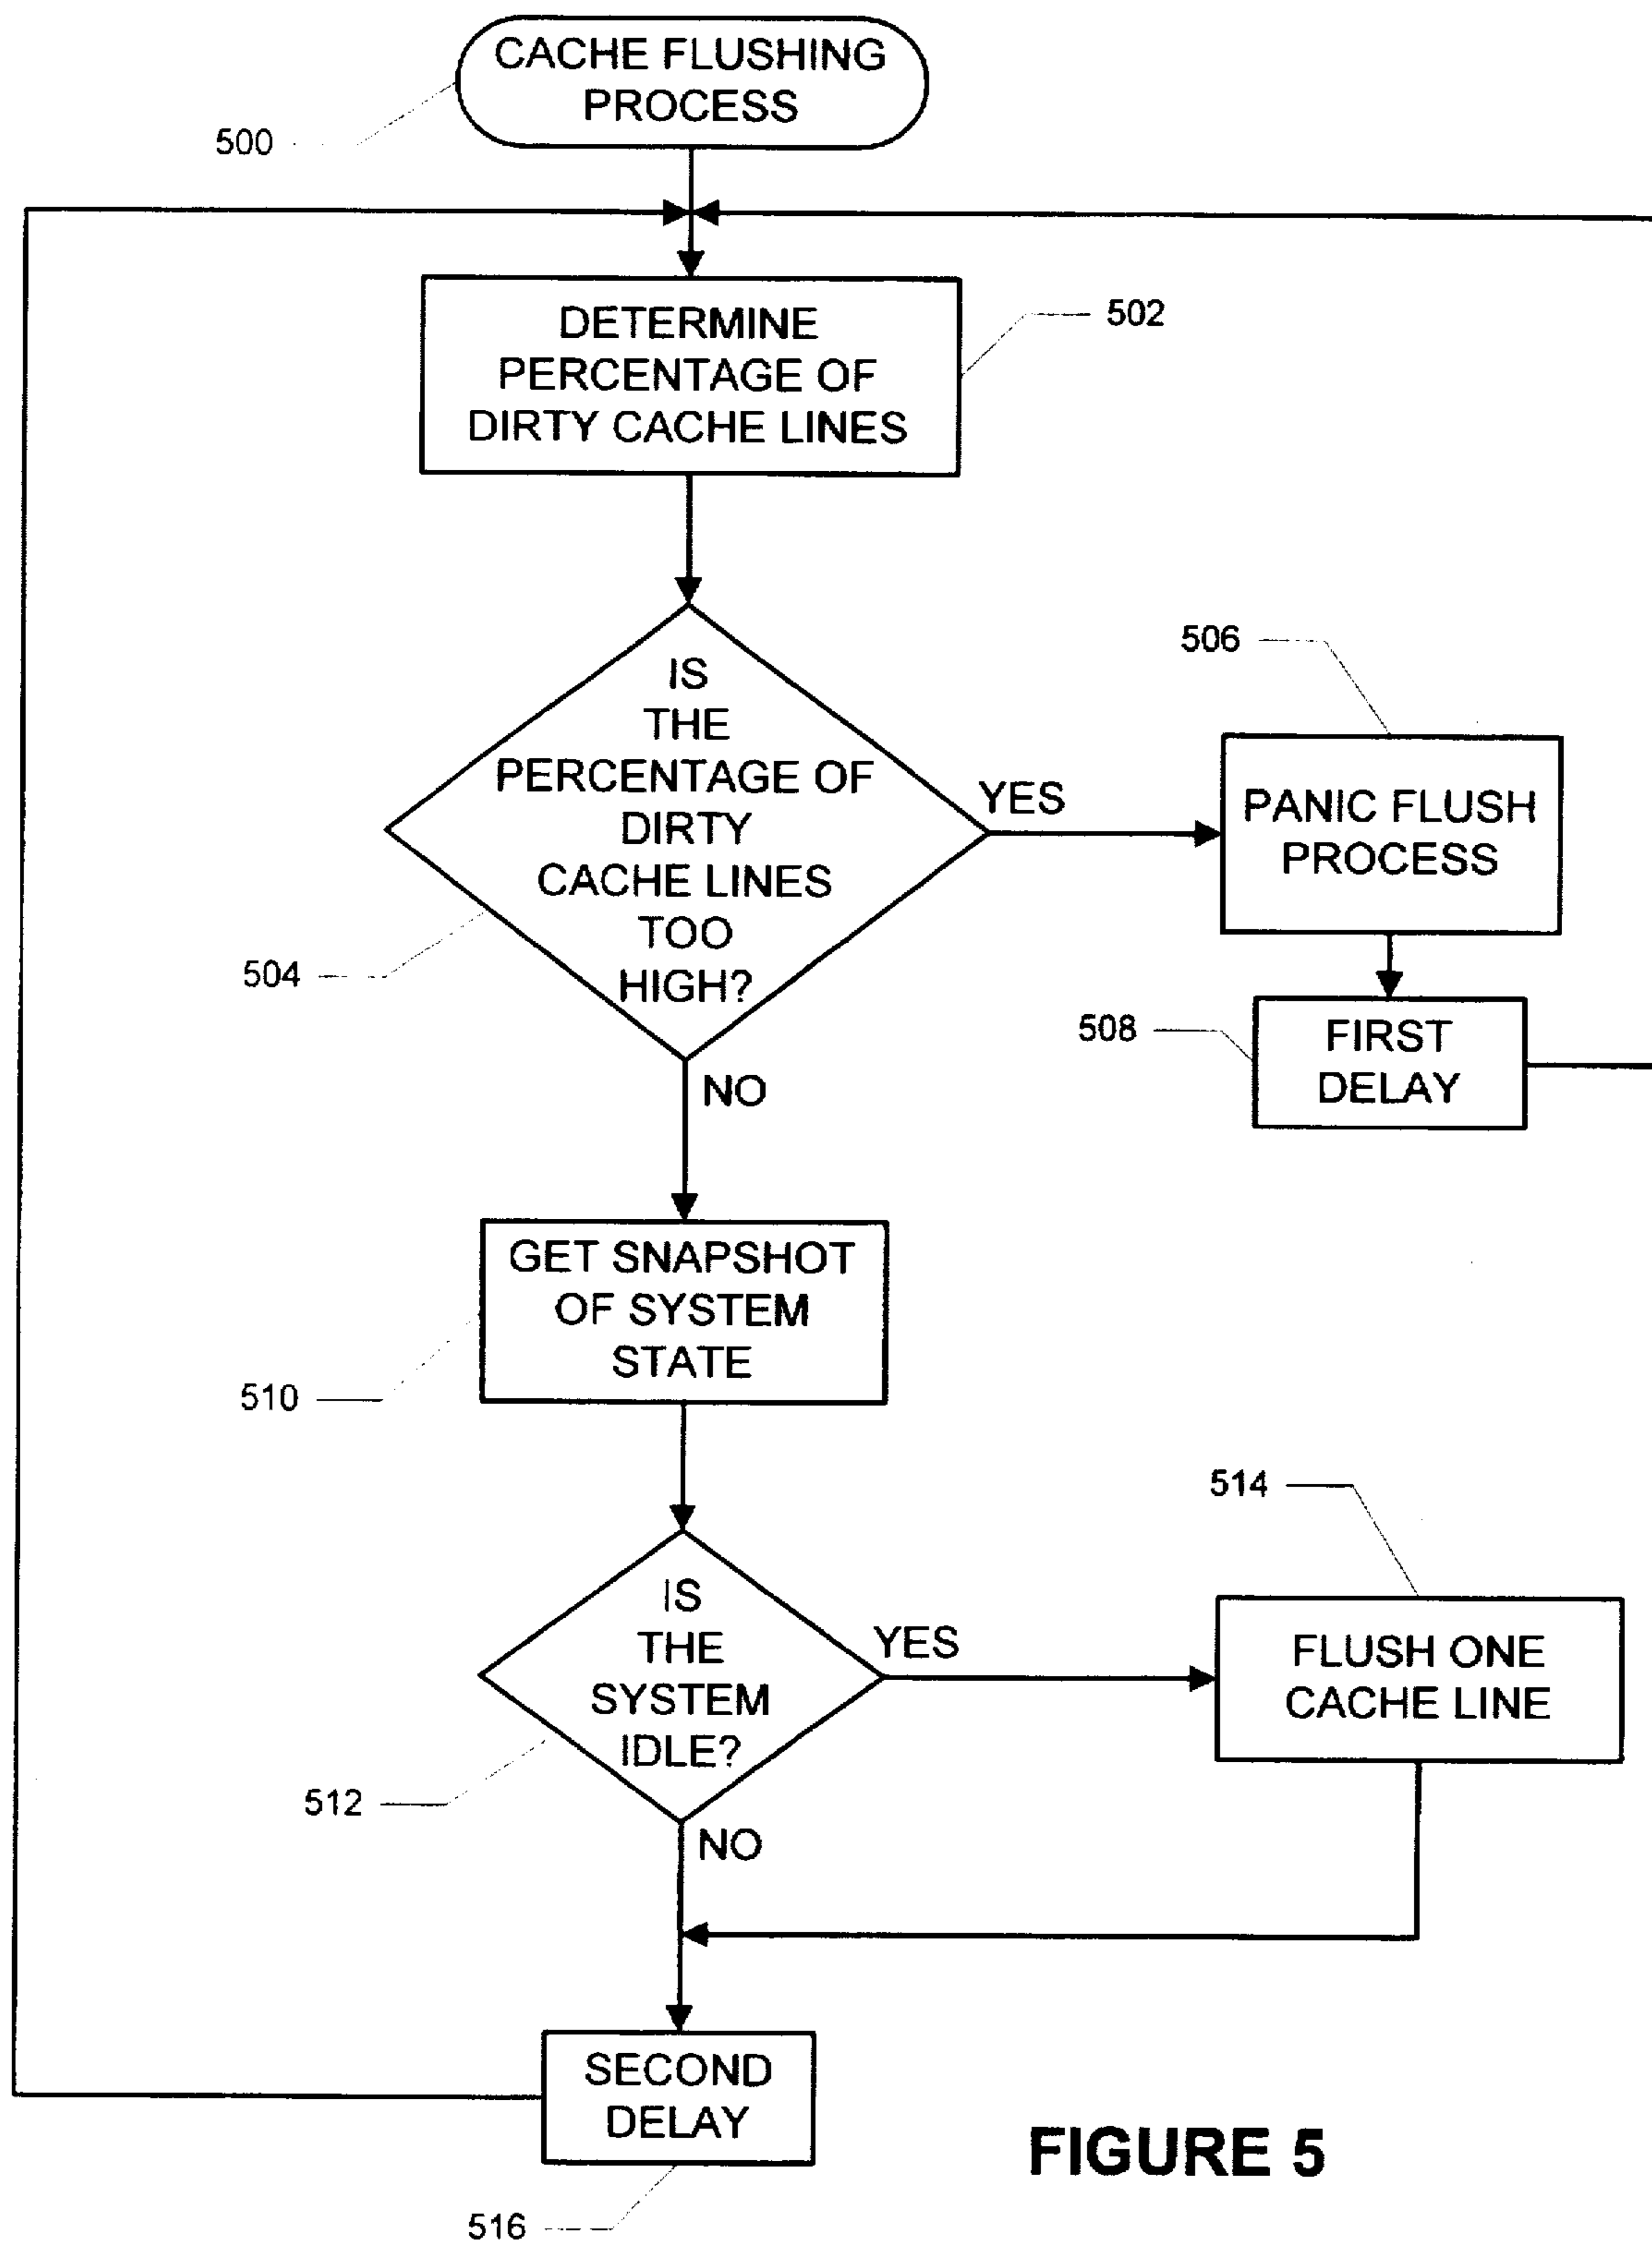 CACHE FLUSHING
PROCESS
500
DETERMINE
PERCENTAGE OF
DIRTY CACHE LINES
502
IS
THE
PERCENTAGE OF
DIRTY
CACHE LINES
TOO
HIGH?
504
YES
506
PANIC FLUSH
PROCESS
508
FIRST
DELAY
NO
GET SNAPSHOT
OF SYSTEM
STATE
510
IS
THE
SYSTEM
IDLE?
512
YES
514
FLUSH ONE
CACHE LINE
NO
SECOND
DELAY
516
FIGURE 5